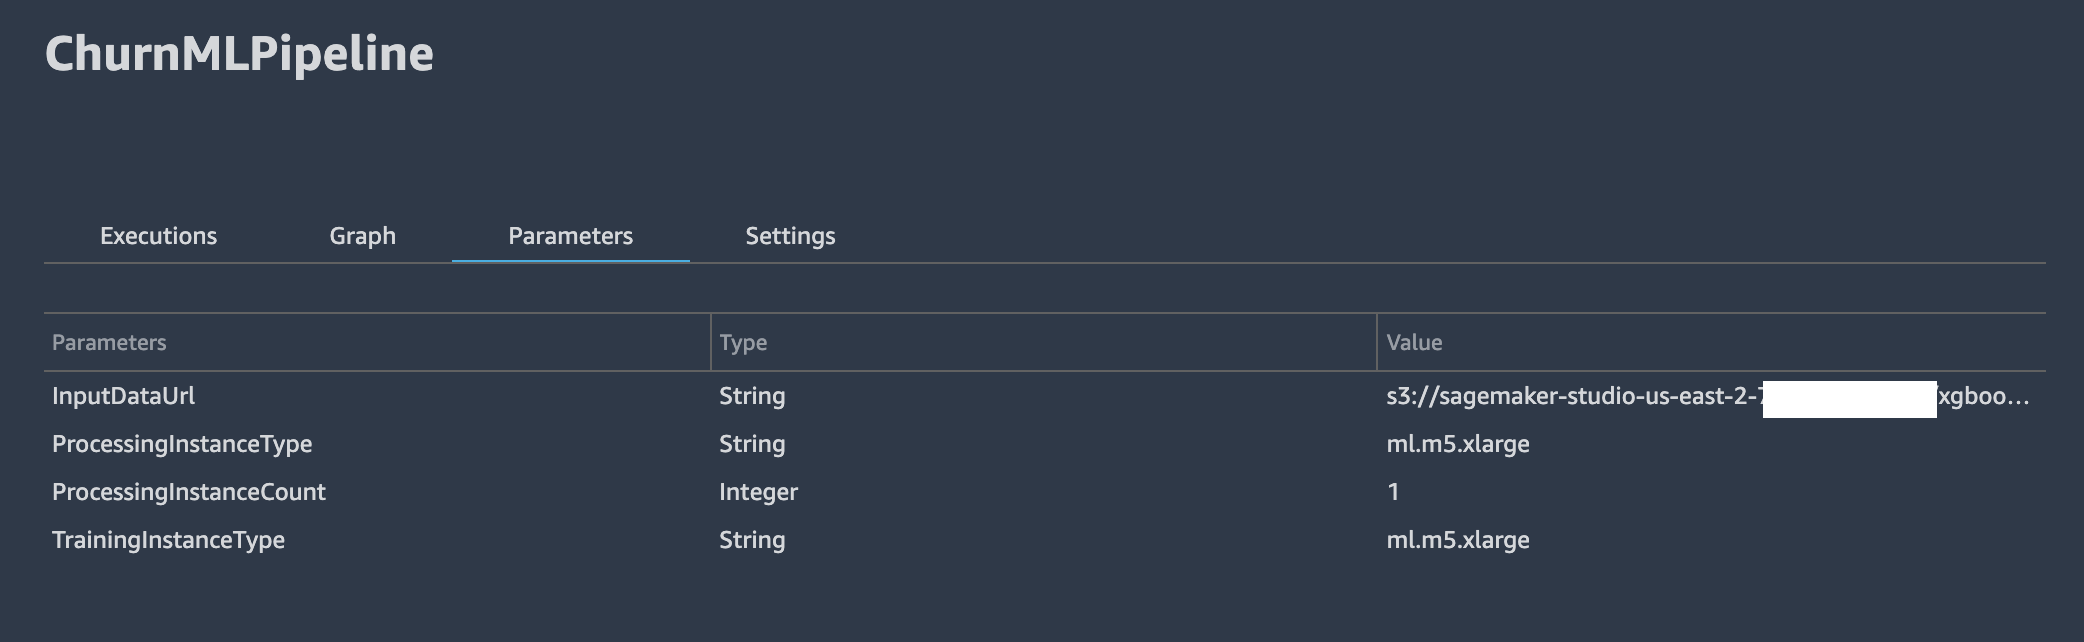 ChurnMLPipeline
Executions Graph Parameters Settings
Parameters Type Value
InputDataUrl String s3://sagemaker-studio-us-east-2-7 /xgboo...
ProcessingInstanceType String ml.m5.xlarge
ProcessingInstanceCount Integer 1
TrainingInstanceType String ml.m5.xlarge